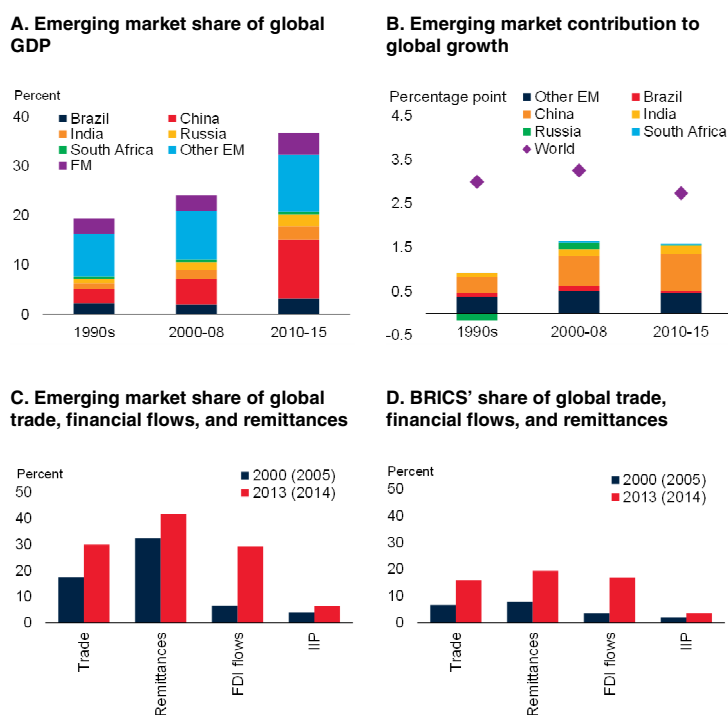 A. Emerging market share of global
GDP
Percent
Brazil China
India Russia
South Africa Other EM
FM
40
30
20
10
0
1990s 2000-08 2010-15
B. Emerging market contribution to
global growth
Percentage point
Other EM Brazil
China India
Russia South Africa
World
4.5
3.5
2.5
1.5
0.5
-0.5
1990s 2000-08 2010-15
C. Emerging market share of global
trade, financial flows, and remittances
Percent
2000 (2005)
2013 (2014)
50
40
30
20
10
0
Trade
Remittances
FDI flows
IIP
D. BRICS’ share of global trade,
financial flows, and remittances
Percent
2000 (2005)
2013 (2014)
50
40
30
20
10
0
Trade
Remittances
FDI flows
IIP